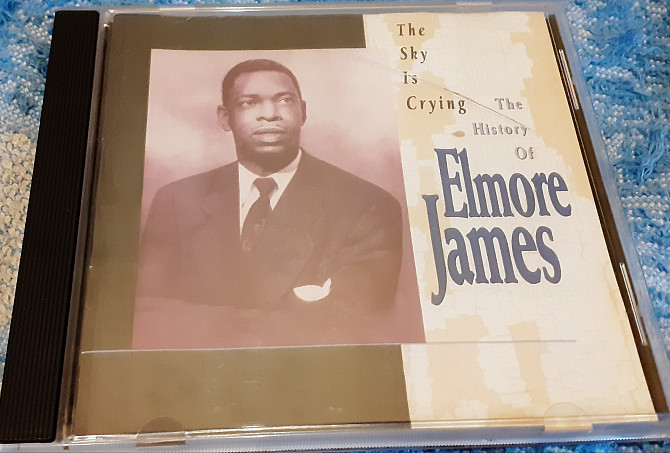 The
Sky
is
Crying
The
History
Of
Elmore
James